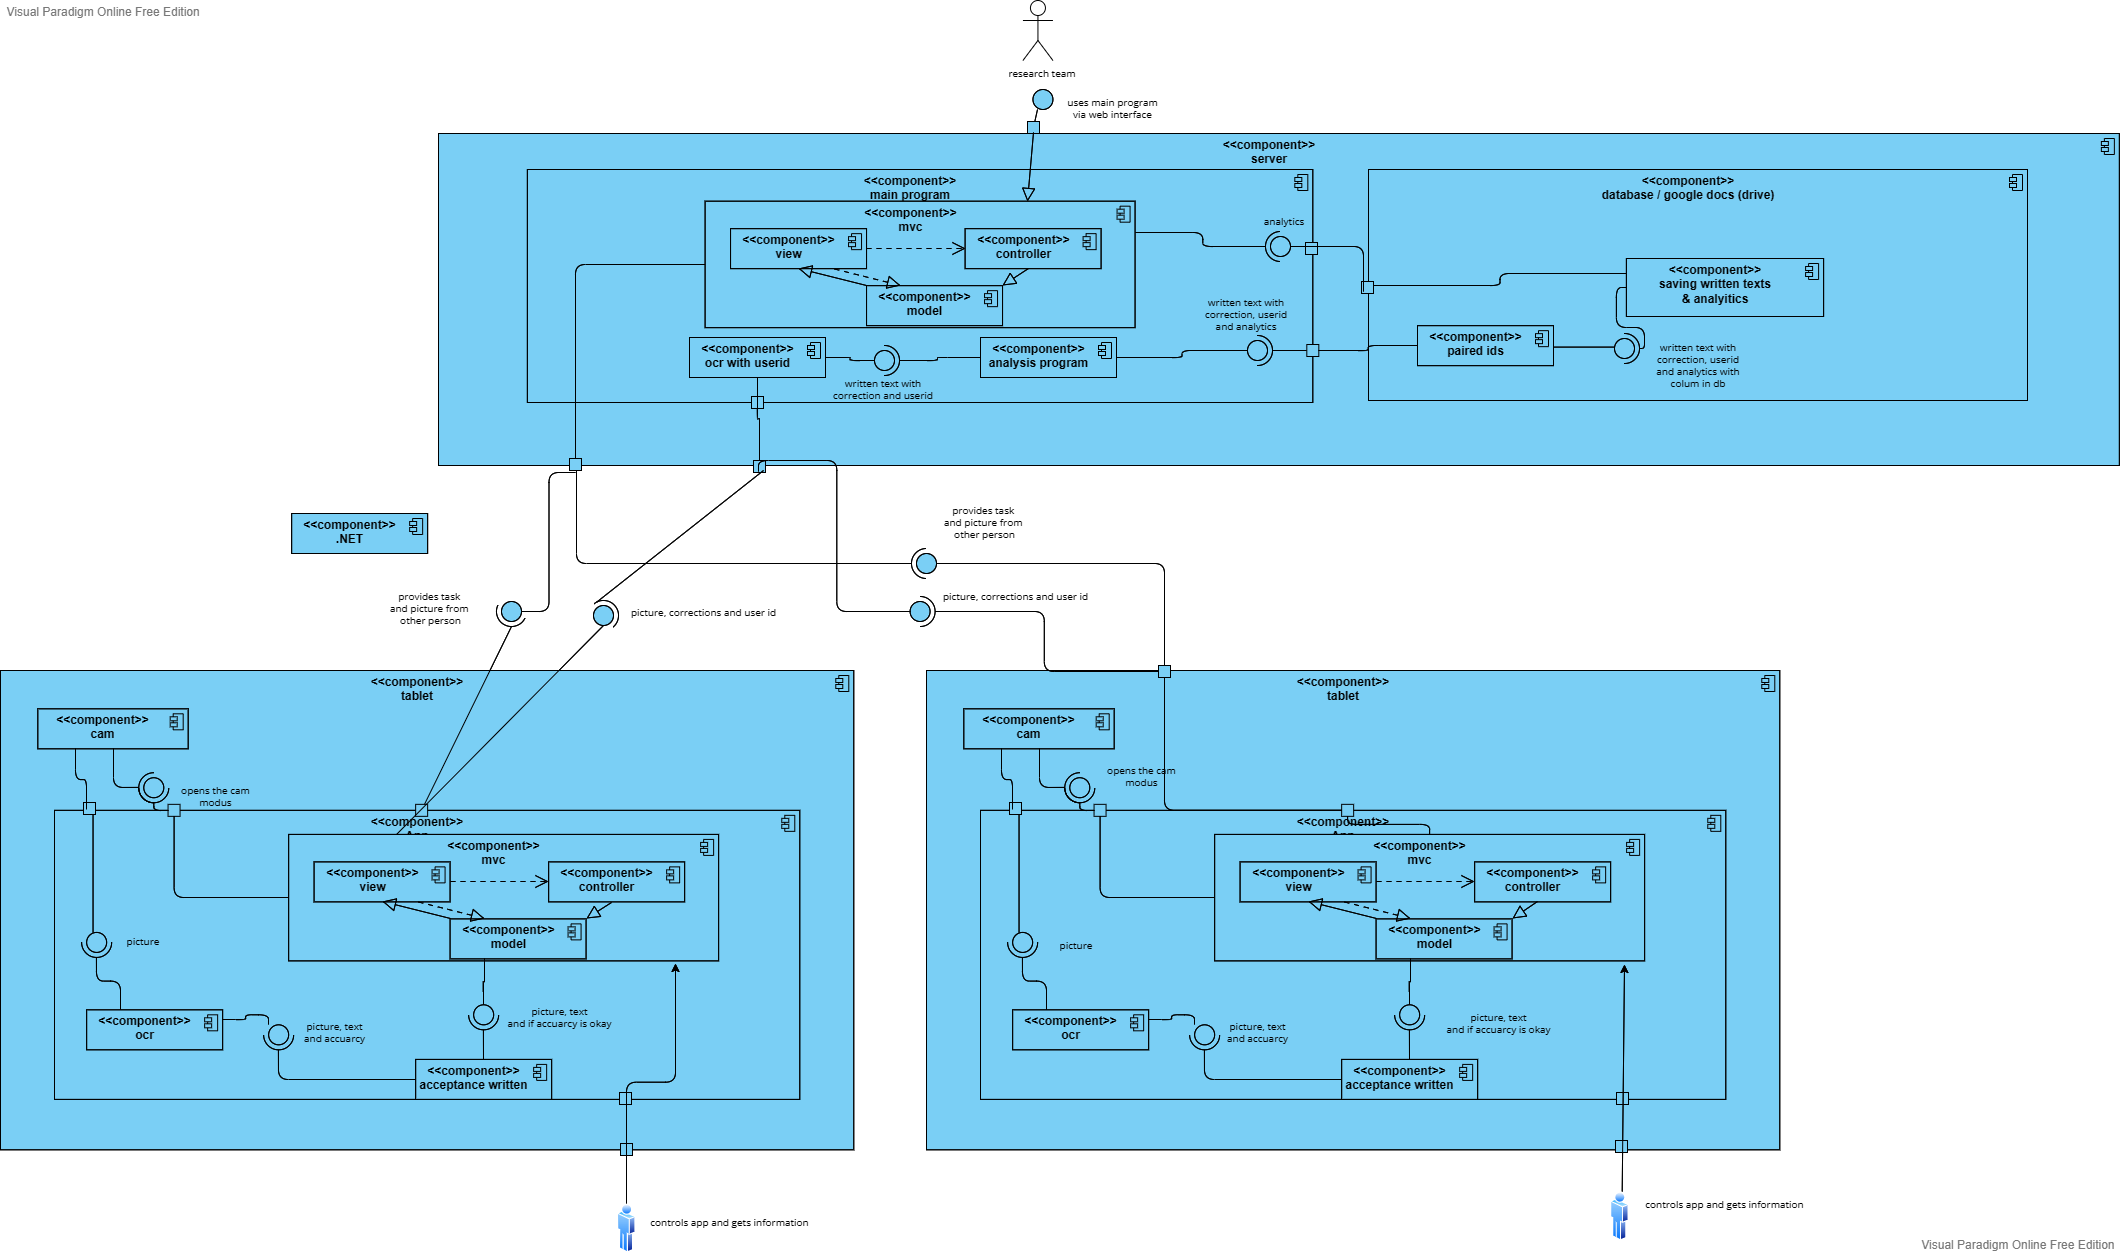 Visual Paradigm Online Free Edition
research team
uses main program
via web interface
<<component>>
server
<<component>>
main program
<<component>>
database / google docs (drive)
<<component>>
mvc
<<component>>
view
<<component>>
controller
<<component>>
model
analytics
<<component>>
saving written texts
& analyitics
written text with
correction, userid
and analytics
<<component>>
ocr with userid
<<component>>
analysis program
<<component>>
paired ids
written text with
correction and userid
written text with
correction, userid
and analytics with
colum in db
<<component>>
.NET
provides task
and picture from
other person
provides task
and picture from
other person
picture, corrections and user id
picture, corrections and user id
<<component>>
tablet
<<component>>
cam
opens the cam
modus
<<component>>
App
<<component>>
mvc
<<component>>
view
<<component>>
controller
<<component>>
model
picture
<<component>>
ocr
picture, text
and accuarcy
picture, text
and if accuarcy is okay
<<component>>
acceptance written
controls app and gets information
<<component>>
tablet
<<component>>
cam
opens the cam
modus
<<component>>
App
<<component>>
mvc
<<component>>
view
<<component>>
controller
<<component>>
model
picture
<<component>>
ocr
picture, text
and accuarcy
picture, text
and if accuarcy is okay
<<component>>
acceptance written
controls app and gets information
Visual Paradigm Online Free Edition